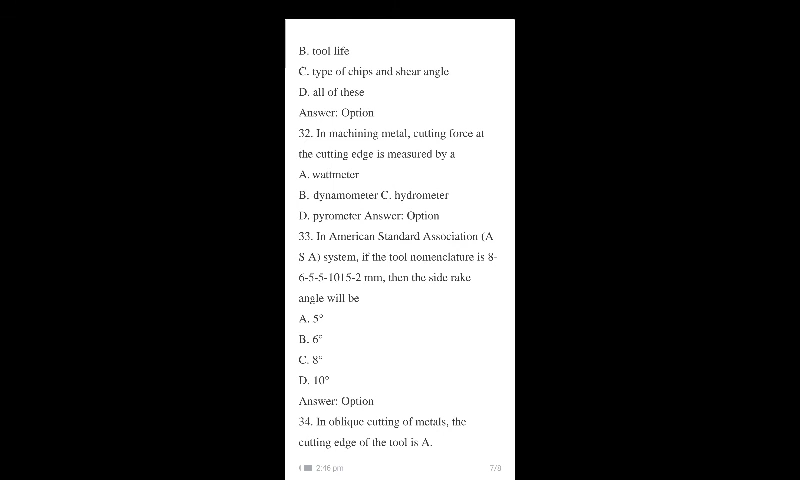 B. tool life
C. type of chips and shear angle
D. all of these
Answer: Option
32. In machining metal, cutting force at
the cutting edge is measured by a
A. wattmeter
B. dynamometer C. hydrometer
D. pyrometer Answer: Option
33. In American Standard Association (A
S A) system, if the tool nomenclature is 8-
6-5-5-1015-2 mm, then the side rake
angle will be
A. 5°
B. 6°
C. 8°
D. 10°
Answer: Option
34. In oblique cutting of metals, the
cutting edge of the tool is A.
2:46 pm 7/8